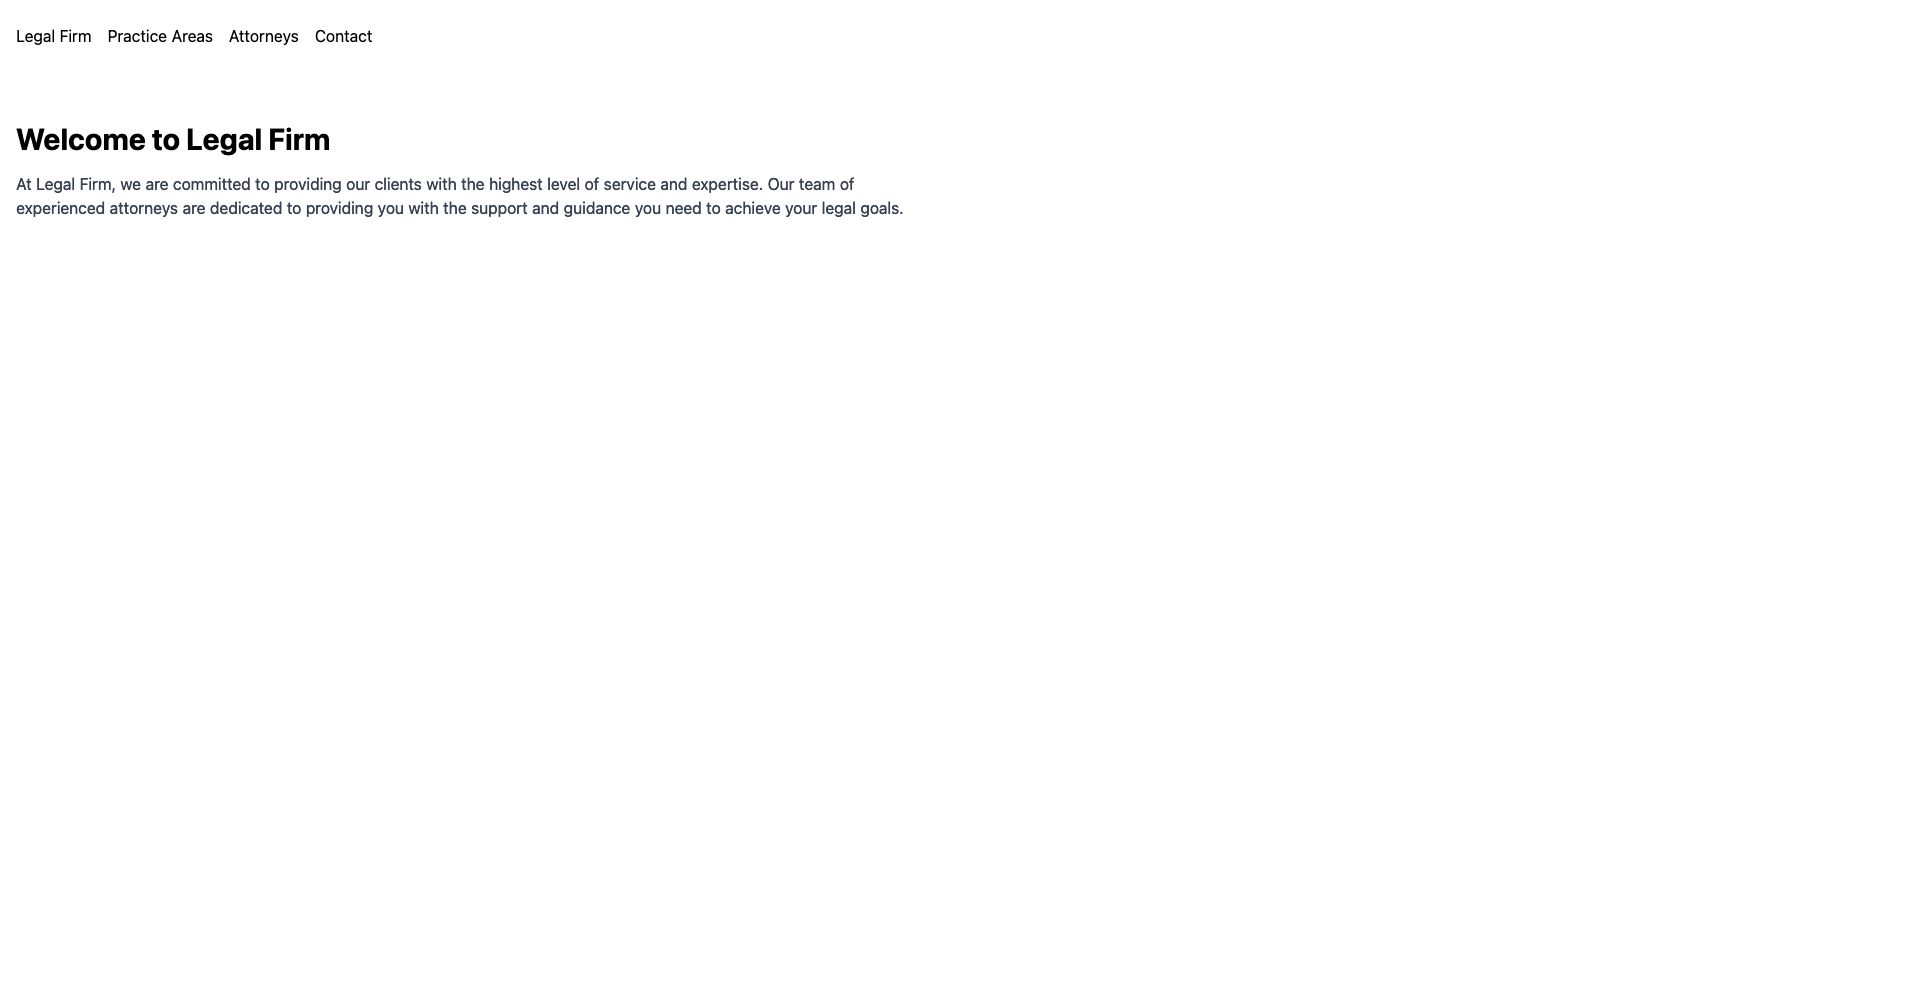 Legal Firm Practice Areas Attorneys Contact
Welcome to Legal Firm
At Legal Firm, we are committed to providing our clients with the highest level of service and expertise. Our team of
experienced attorneys are dedicated to providing you with the support and guidance you need to achieve your legal goals.